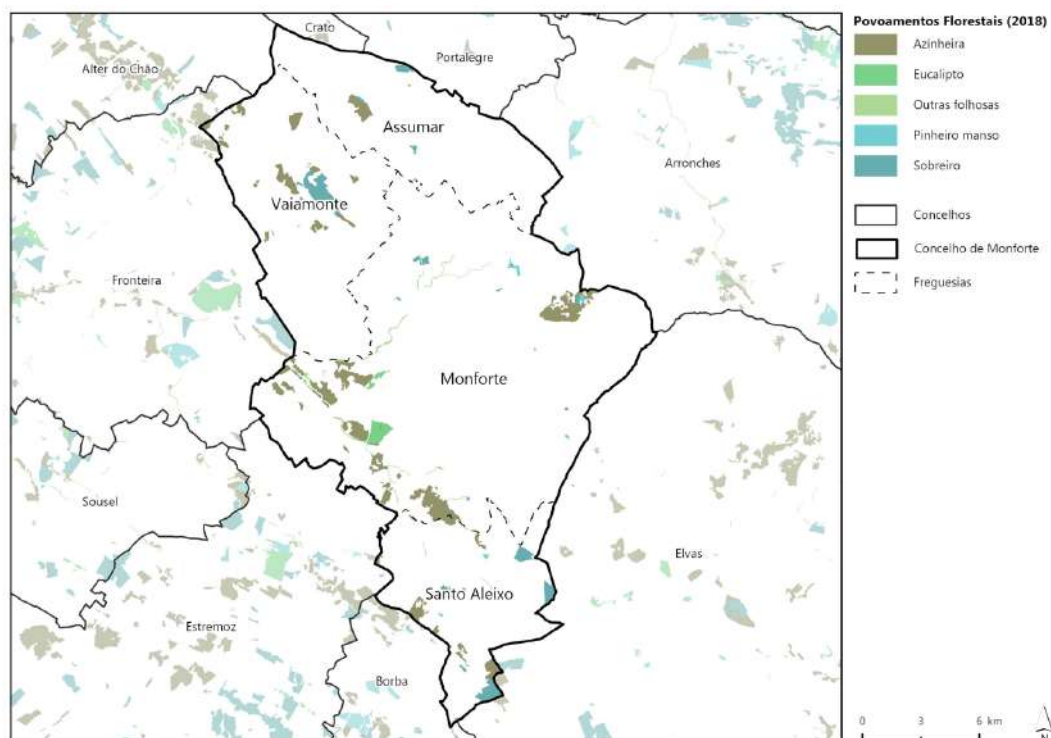 Povoamentos Florestais (2018)
Azinheira
Eucalipto
Outras folhosas
Pinheiro manso
Sobreiro
Concelhos
Concelho de Monforte
Freguesias
Crato
Portalegre
Alter do Chão
Assumar
Arronches
Vaiamonte
Fronteira
Monforte
Sousel
Elvas
Santo Aleixo
Estremoz
Borba
0 3 6 km
N